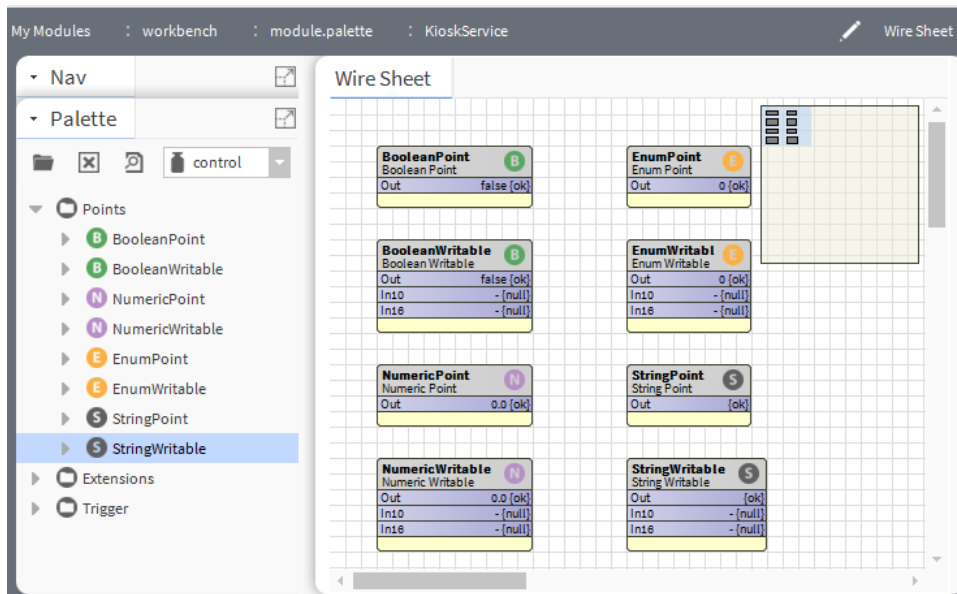 My Modules : workbench : module.palette : KioskService Wire Sheet
Nav
Palette
control
Points
B BooleanPoint
B BooleanWritable
N NumericPoint
N NumericWritable
E EnumPoint
E EnumWritable
S StringPoint
S StringWritable
Extensions
Trigger
Wire Sheet
BooleanPoint B
Boolean Point
Out false {ok}
EnumPoint E
Enum Point
Out 0 {ok}
BooleanWritable B
Boolean Writable
Out false {ok}
In10 - {null}
In16 - {null}
EnumWritabl E
Enum Writable
Out 0 {ok}
In10 - {null}
In16 - {null}
NumericPoint N
Numeric Point
Out 0.0 {ok}
StringPoint S
String Point
Out {ok}
NumericWritable N
Numeric Writable
Out 0.0 {ok}
In10 - {null}
In16 - {null}
StringWritable S
String Writable
Out {ok}
In10 - {null}
In16 - {null}